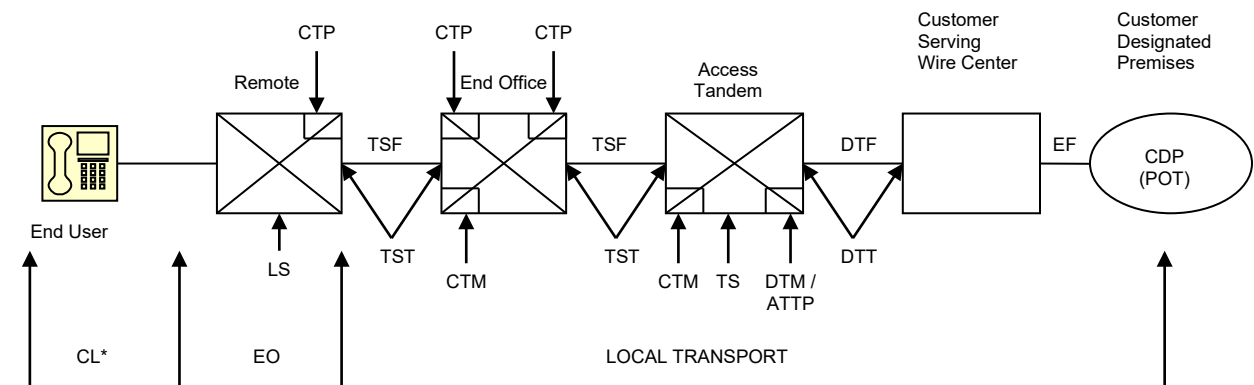 Customer
Serving
Wire Center
Customer
Designated
Premises
CTP
CTP
CTP
Remote
End Office
Access
Tandem
TSF
TSF
DTF
EF
CDP
(POT)
End User
LS
TST
CTM
TST
CTM
TS
DTM /
ATTP
DTT
CL*
EO
LOCAL TRANSPORT